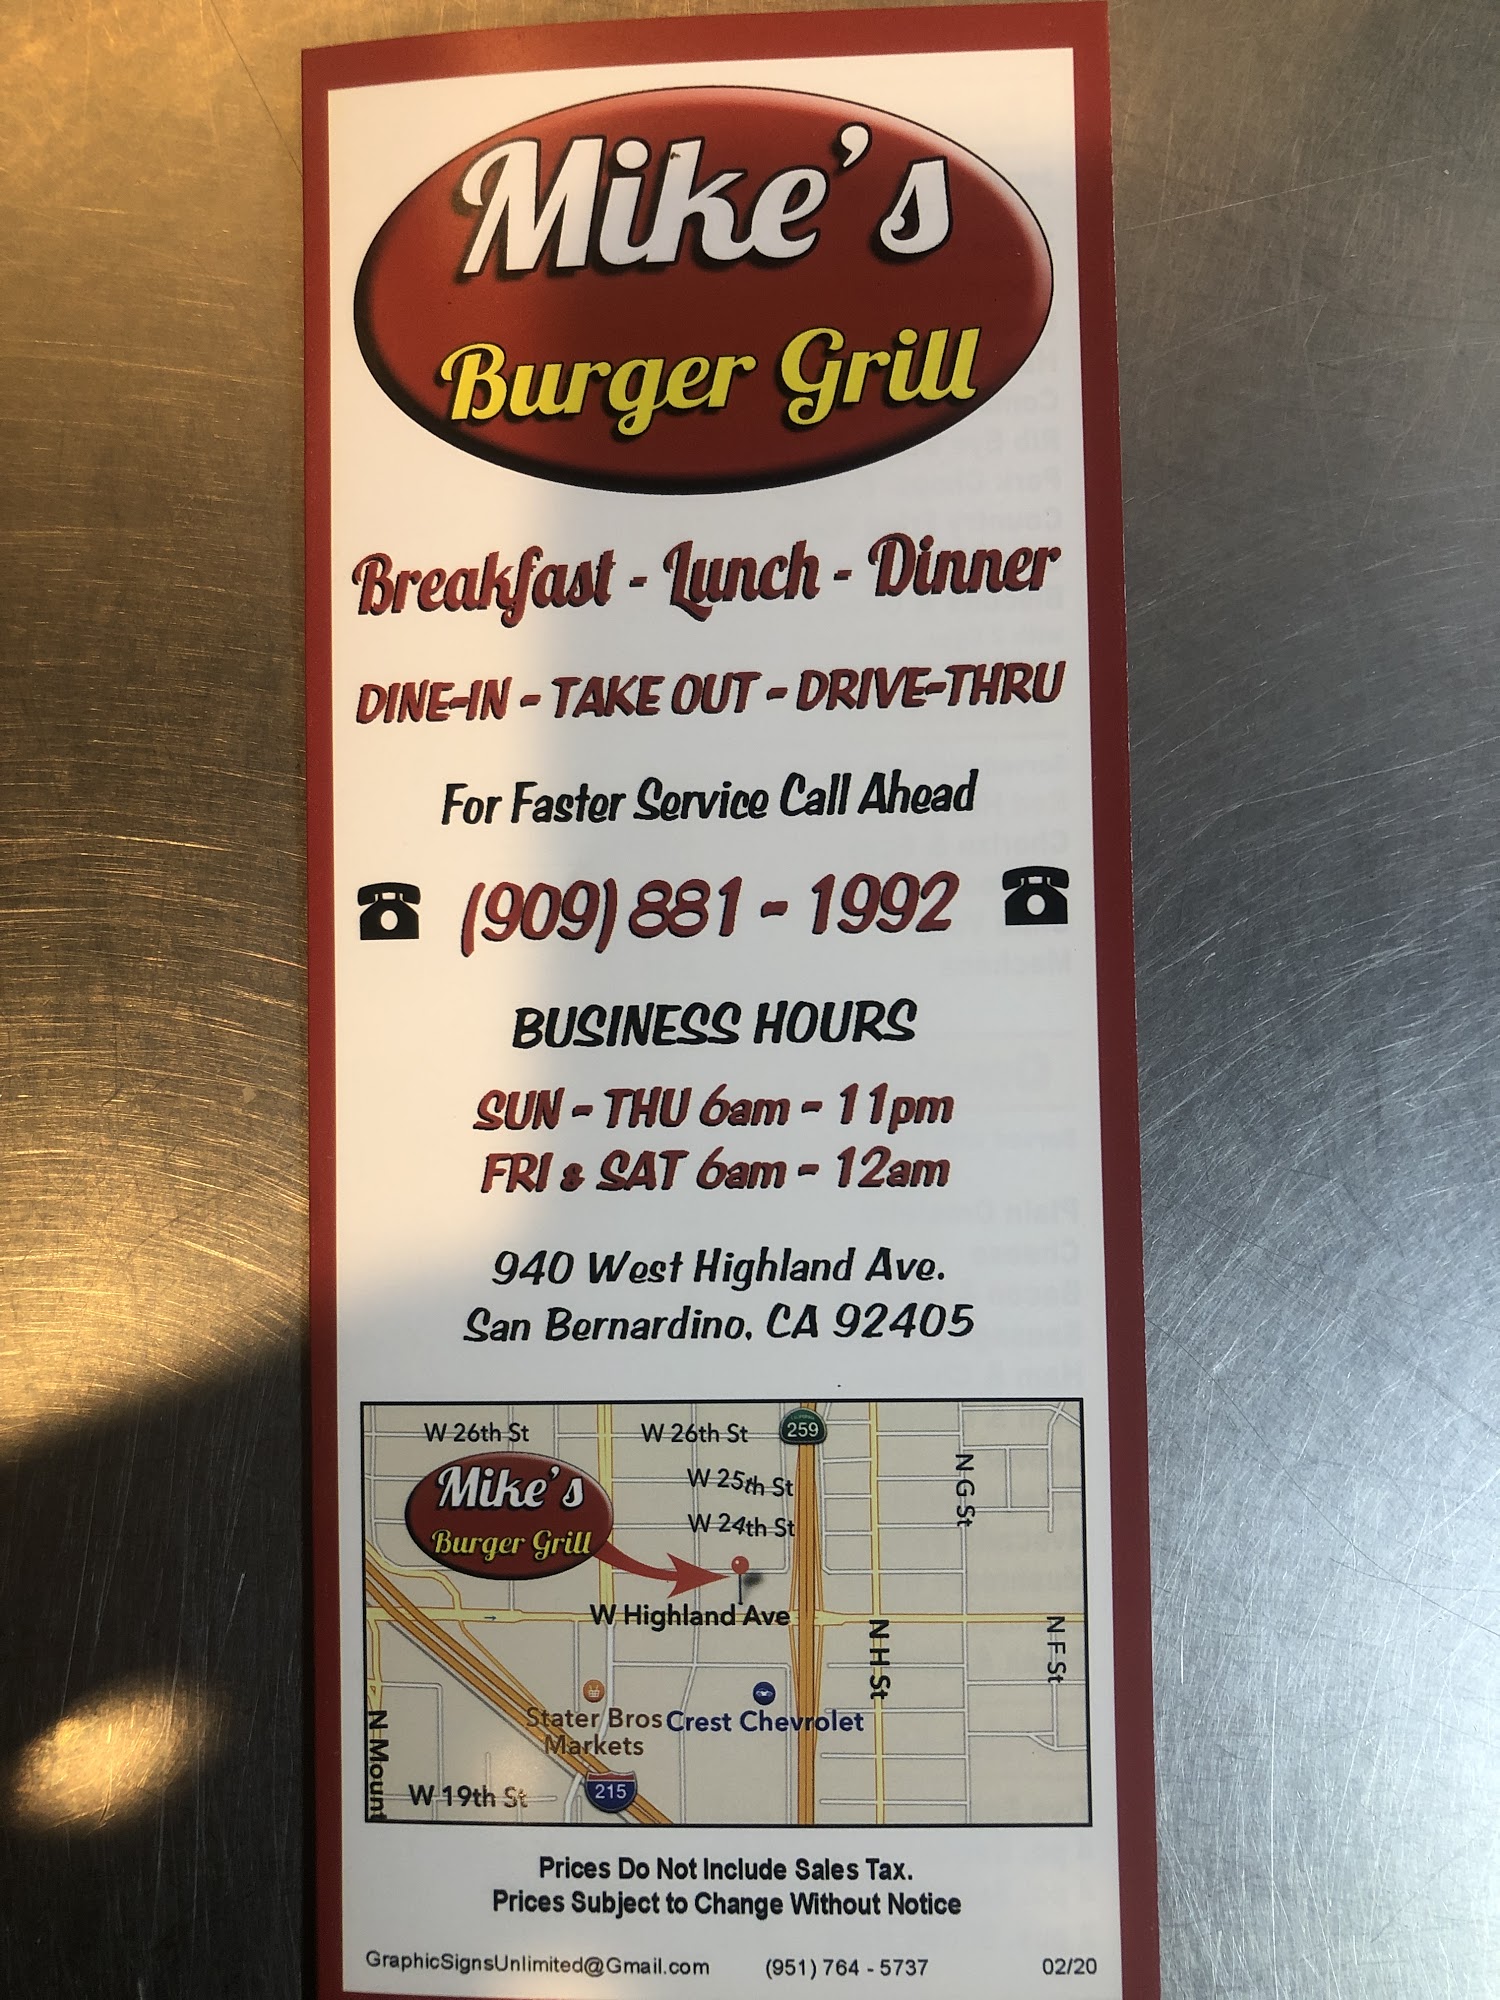 Mike's
Burger Grill
Breakfast - Lunch - Dinner
DINE-IN - TAKE OUT - DRIVE-THRU
For Faster Service Call Ahead
(909) 881 - 1992
BUSINESS HOURS
SUN - THU 6am - 11pm
FRI & SAT 6am - 12am
940 West Highland Ave.
San Bernardino, CA 92405
W 26th St
W 26th St
259
Mike's
Burger Grill
W 25th St
W 24th St
N G St
W Highland Ave
N H St
N F St
Stater Bros
Markets
Crest Chevrolet
N Mount
W 19th St
215
Prices Do Not Include Sales Tax.
Prices Subject to Change Without Notice
GraphicSignsUnlimited@Gmail.com (951) 764 - 5737 02/20